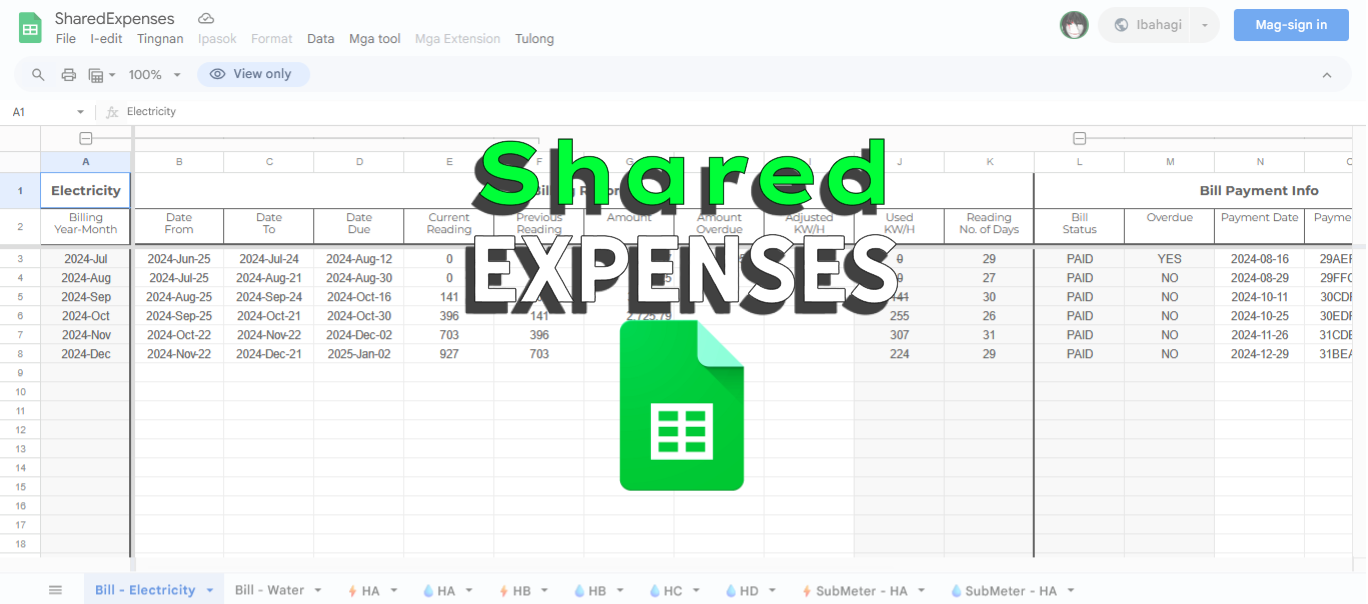 SharedExpenses
File I-edit Tingnan Ipasok Format Data Mga tool Mga Extension Tulong
Ibahagi
Mag-sign in
100% View only
A1 fx Electricity
A B C D E F G J K L M N
1 Electricity Bill Payment Info
2 Billing Year-Month Date From Date To Date Due Current Reading Previous Reading Amount Amount Overdue Adjusted KW/H Used KW/H Reading No. of Days Bill Status Overdue Payment Date Payme
3 2024-Jul 2024-Jun-25 2024-Jul-24 2024-Aug-12 0 0 29 PAID YES 2024-08-16 29AEF
4 2024-Aug 2024-Jul-25 2024-Aug-21 2024-Aug-30 0 27 PAID NO 2024-08-29 29FFC
5 2024-Sep 2024-Aug-25 2024-Sep-24 2024-Oct-16 141 141 30 PAID NO 2024-10-11 30CDF
6 2024-Oct 2024-Sep-25 2024-Oct-21 2024-Oct-30 396 141 2,725.79 255 26 PAID NO 2024-10-25 30EDF
7 2024-Nov 2024-Oct-22 2024-Nov-22 2024-Dec-02 703 396 307 31 PAID NO 2024-11-26 31CDE
8 2024-Dec 2024-Nov-22 2024-Dec-21 2025-Jan-02 927 703 224 29 PAID NO 2024-12-29 31BEA
9
10
11
12
13
14
15
16
17
18
Shared
EXPENSES
Bill - Electricity Bill - Water HA HA HB HB HC HD SubMeter - HA SubMeter - HA